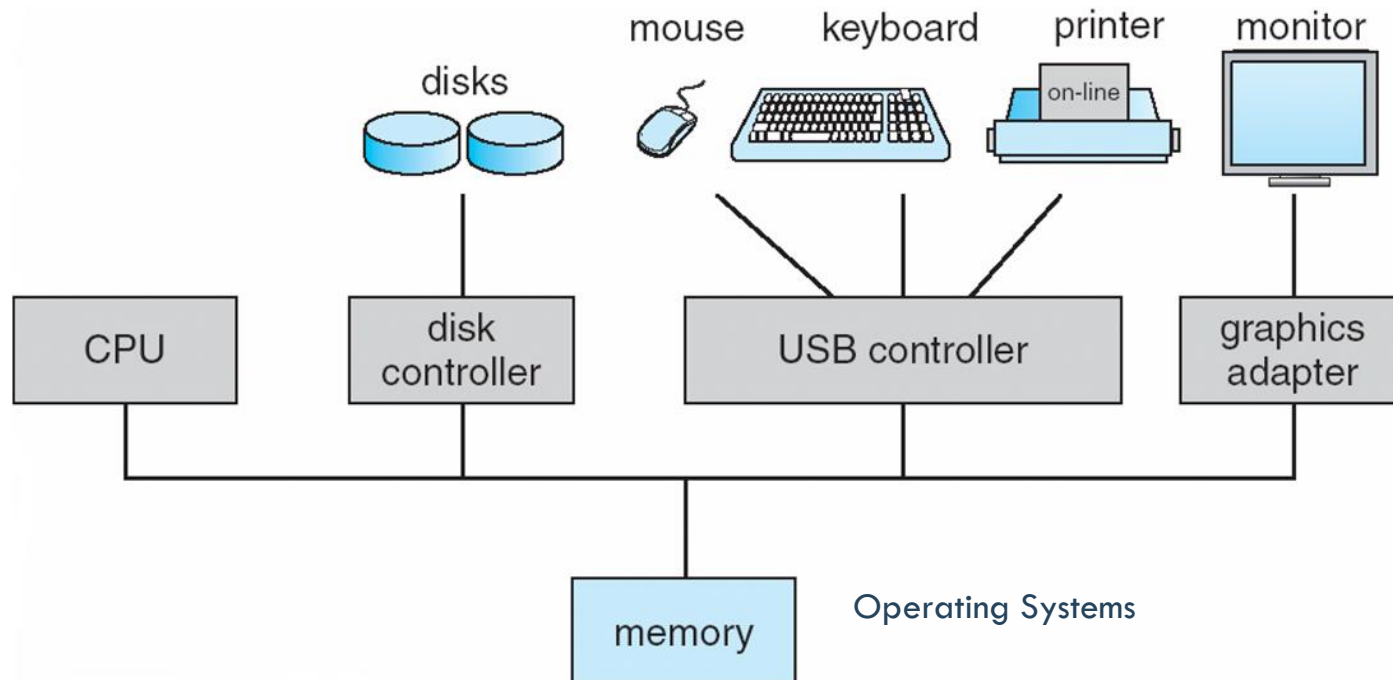 mouse
keyboard
printer
monitor
disks
on-line
CPU
disk
controller
USB controller
graphics
adapter
memory
Operating Systems